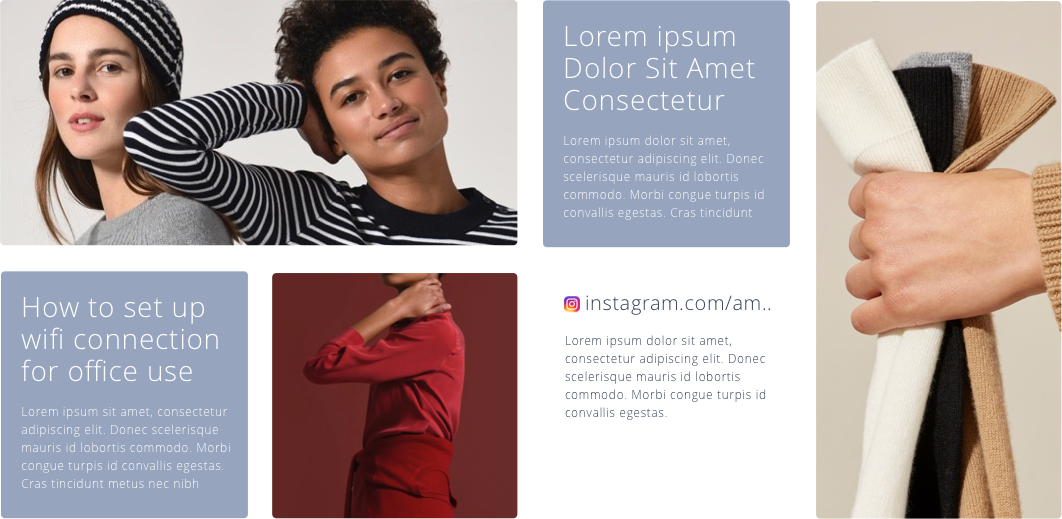 Lorem ipsum
Dolor Sit Amet
Consectetur
Lorem ipsum dolor sit amet,
consectetur adipiscing elit. Donec
scelerisque mauris id lobortis
commodo. Morbi congue turpis id
convallis egestas. Cras tincidunt
How to set up
wifi connection
for office use
Lorem ipsum sit amet, consectetur
adipiscing elit. Donec scelerisque
mauris id lobortis commodo. Morbi
congue turpis id convallis egestas.
Cras tincidunt metus nec nibh
instagram.com/am..
Lorem ipsum dolor sit amet,
consectetur adipiscing elit. Donec
scelerisque mauris id lobortis
commodo. Morbi congue turpis id
convallis egestas.